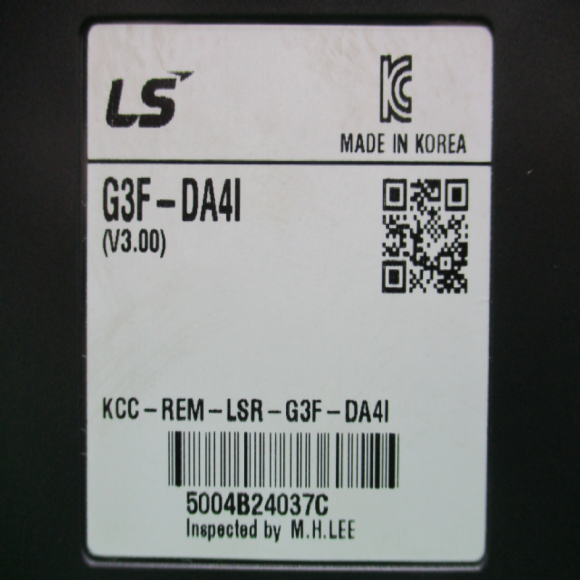 LS
MADE IN KOREA
G3F-DA4I
(V3.00)
KCC-REM-LSR-G3F-DA4I
5004B24037C
Inspected by M.H.LEE